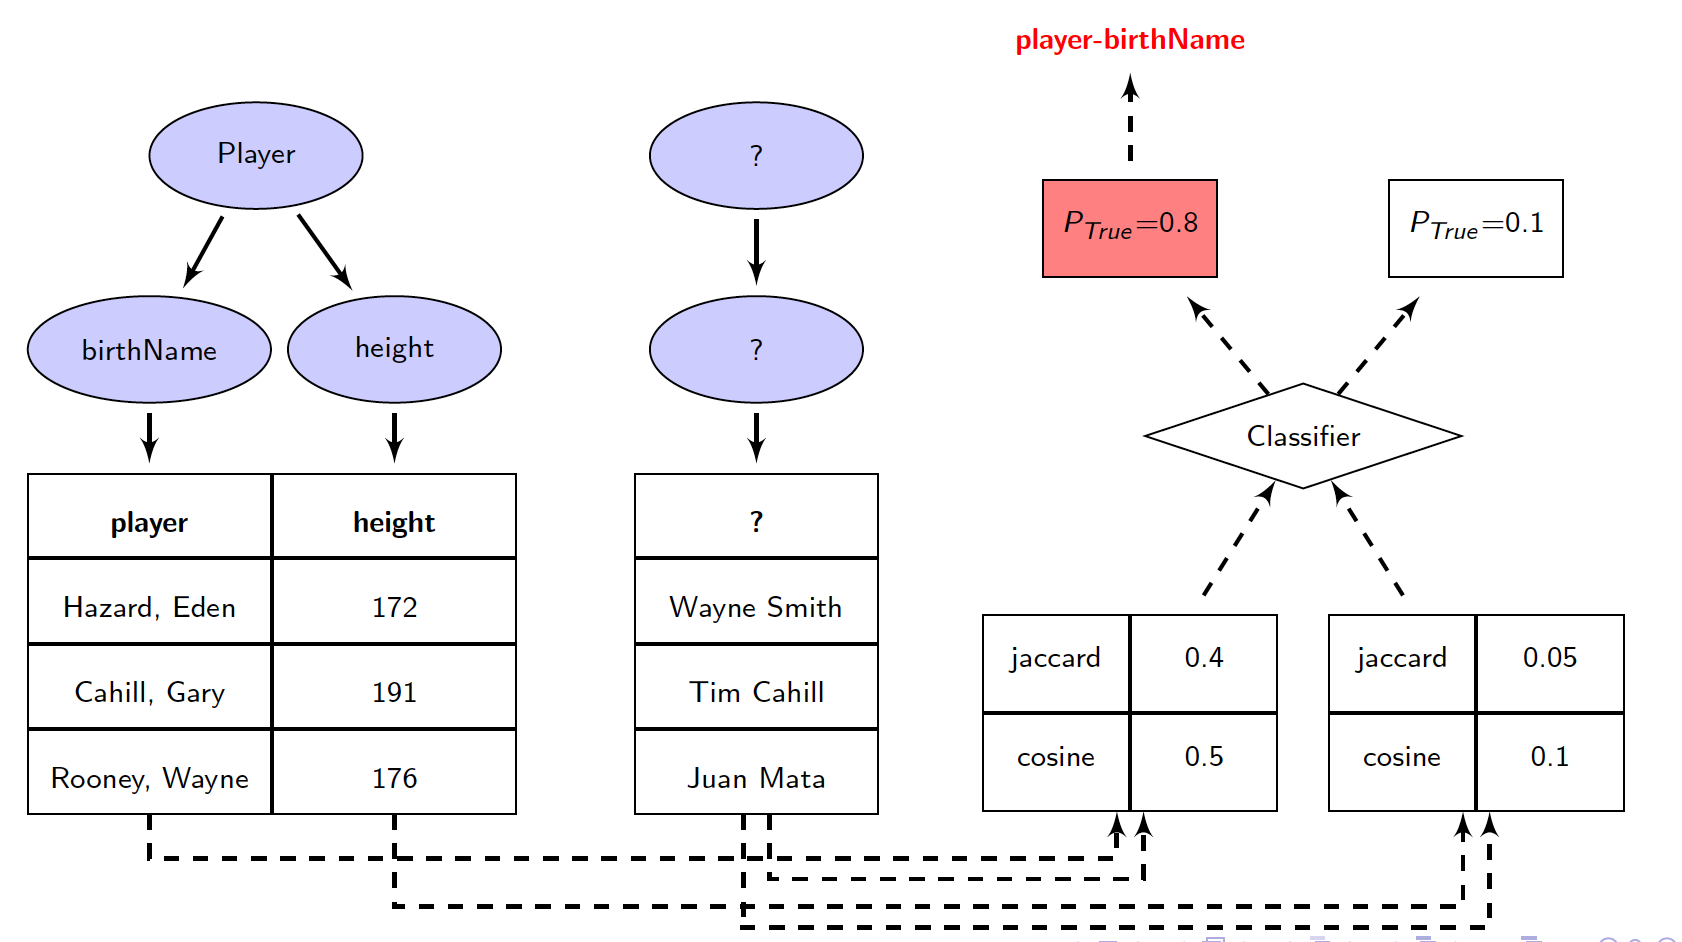 player-birthName
Player
?
P_True=0.8
P_True=0.1
birthName
height
?
Classifier
player height
?
Hazard, Eden 172
Wayne Smith
Cahill, Gary 191
Tim Cahill
Rooney, Wayne 176
Juan Mata
jaccard 0.4
cosine 0.5
jaccard 0.05
cosine 0.1